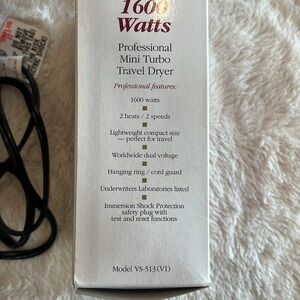 1600
Watts
Professional
Mini Turbo
Travel Dryer
Professional features:
1600 watts
2 heats / 2 speeds
Lightweight compact size
— perfect for travel
Worldwide dual voltage
Hanging ring / cord guard
Underwriters Laboratories listed
Immersion Shock Protection
safety plug with
test and reset functions
Model VS-513(V1)